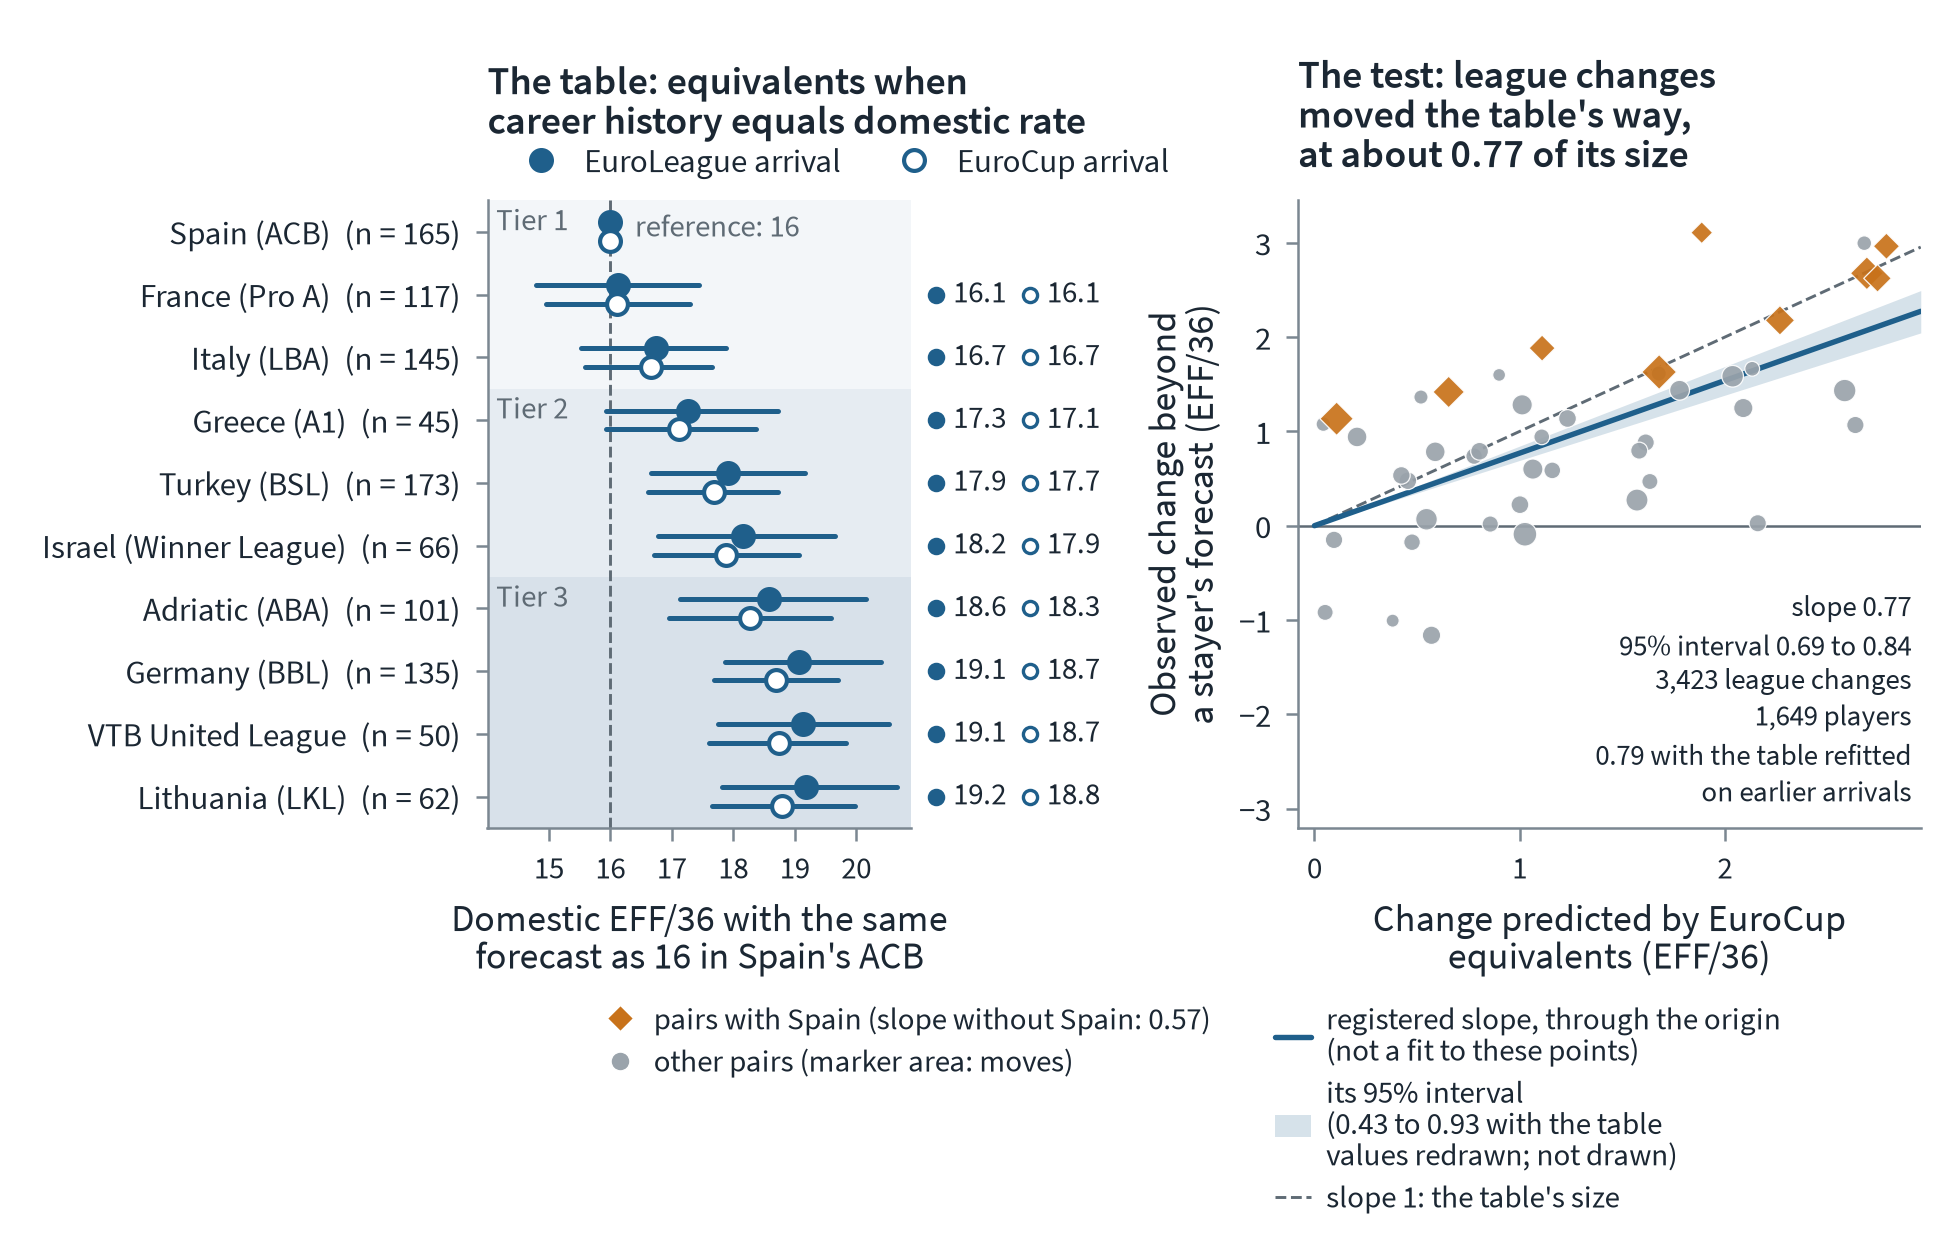 The table: equivalents when
career history equals domestic rate
EuroLeague arrival
EuroCup arrival
Tier 1
reference: 16
Spain (ACB) (n = 165)
France (Pro A) (n = 117)
16.1
16.1
Italy (LBA) (n = 145)
16.7
16.7
Tier 2
Greece (A1) (n = 45)
17.3
17.1
Turkey (BSL) (n = 173)
17.9
17.7
Israel (Winner League) (n = 66)
18.2
17.9
Tier 3
Adriatic (ABA) (n = 101)
18.6
18.3
Germany (BBL) (n = 135)
19.1
18.7
VTB United League (n = 50)
19.1
18.7
Lithuania (LKL) (n = 62)
19.2
18.8
15 16 17 18 19 20
Domestic EFF/36 with the same
forecast as 16 in Spain's ACB
pairs with Spain (slope without Spain: 0.57)
other pairs (marker area: moves)
The test: league changes
moved the table's way,
at about 0.77 of its size
Observed change beyond
a stayer's forecast (EFF/36)
3
2
1
0
−1
−2
−3
slope 0.77
95% interval 0.69 to 0.84
3,423 league changes
1,649 players
0.79 with the table refitted
on earlier arrivals
0 1 2
Change predicted by EuroCup
equivalents (EFF/36)
registered slope, through the origin
(not a fit to these points)
its 95% interval
(0.43 to 0.93 with the table
values redrawn; not drawn)
slope 1: the table's size